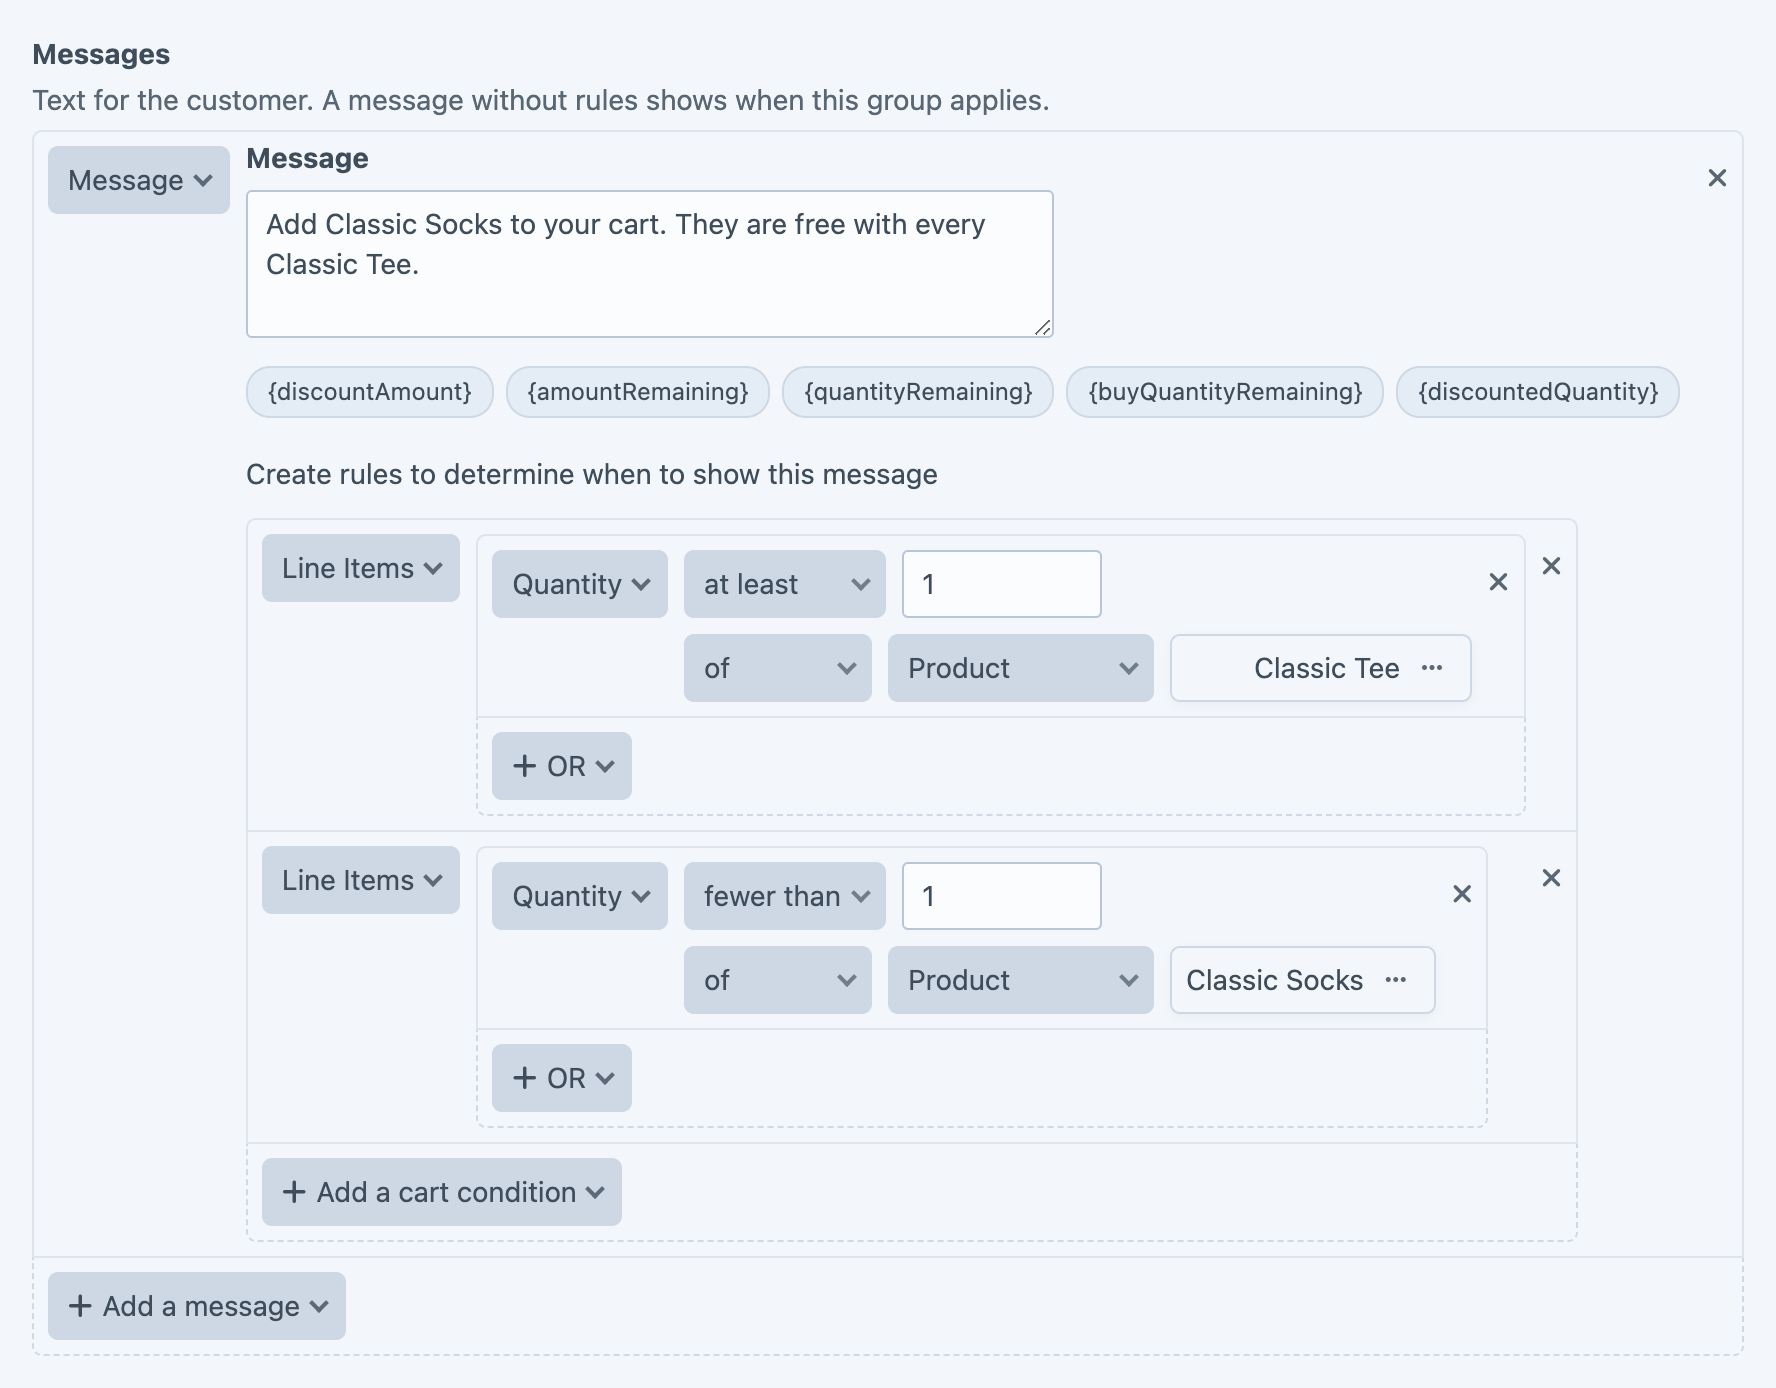 Messages
Text for the customer. A message without rules shows when this group applies.
Message
Message
Add Classic Socks to your cart. They are free with every
Classic Tee.
{discountAmount} {amountRemaining} {quantityRemaining} {buyQuantityRemaining} {discountedQuantity}
Create rules to determine when to show this message
Line Items
Quantity at least 1
of Product Classic Tee ···
+ OR
Line Items
Quantity fewer than 1
of Product Classic Socks ···
+ OR
+ Add a cart condition
+ Add a message